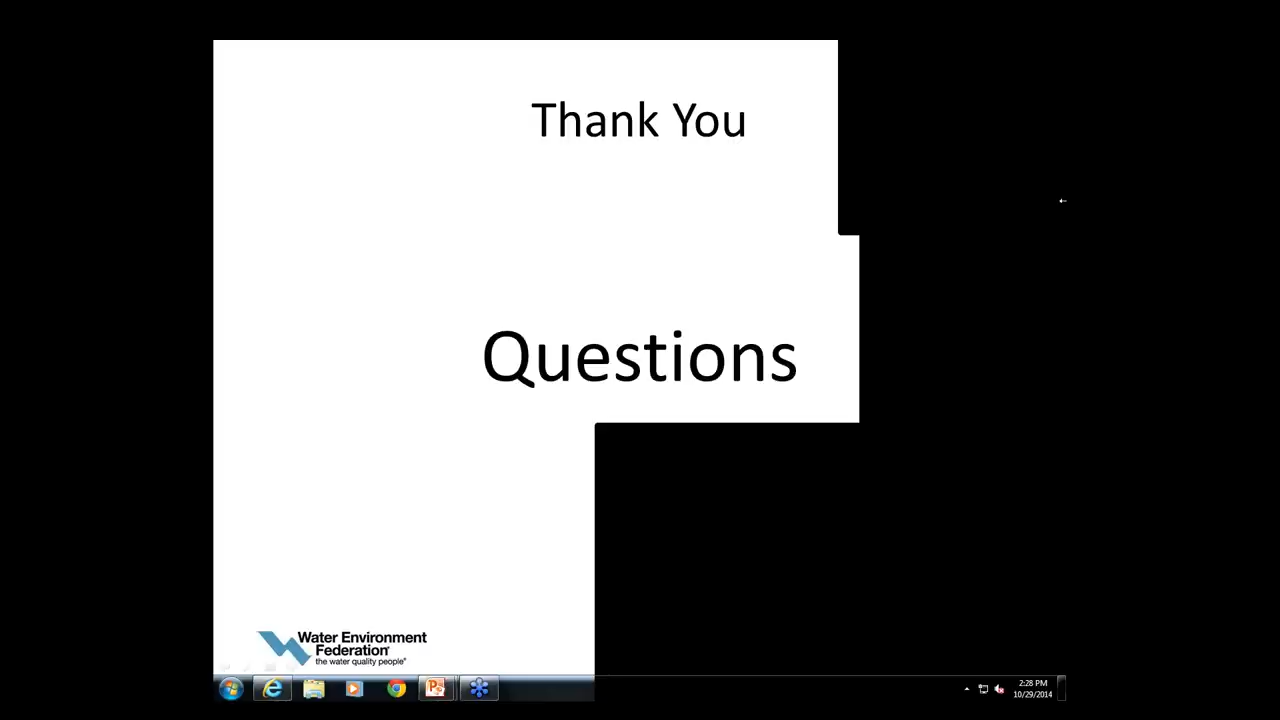 Thank You
Questions
Water Environment
Federation®
the water quality people®
2:28 PM
10/29/2014